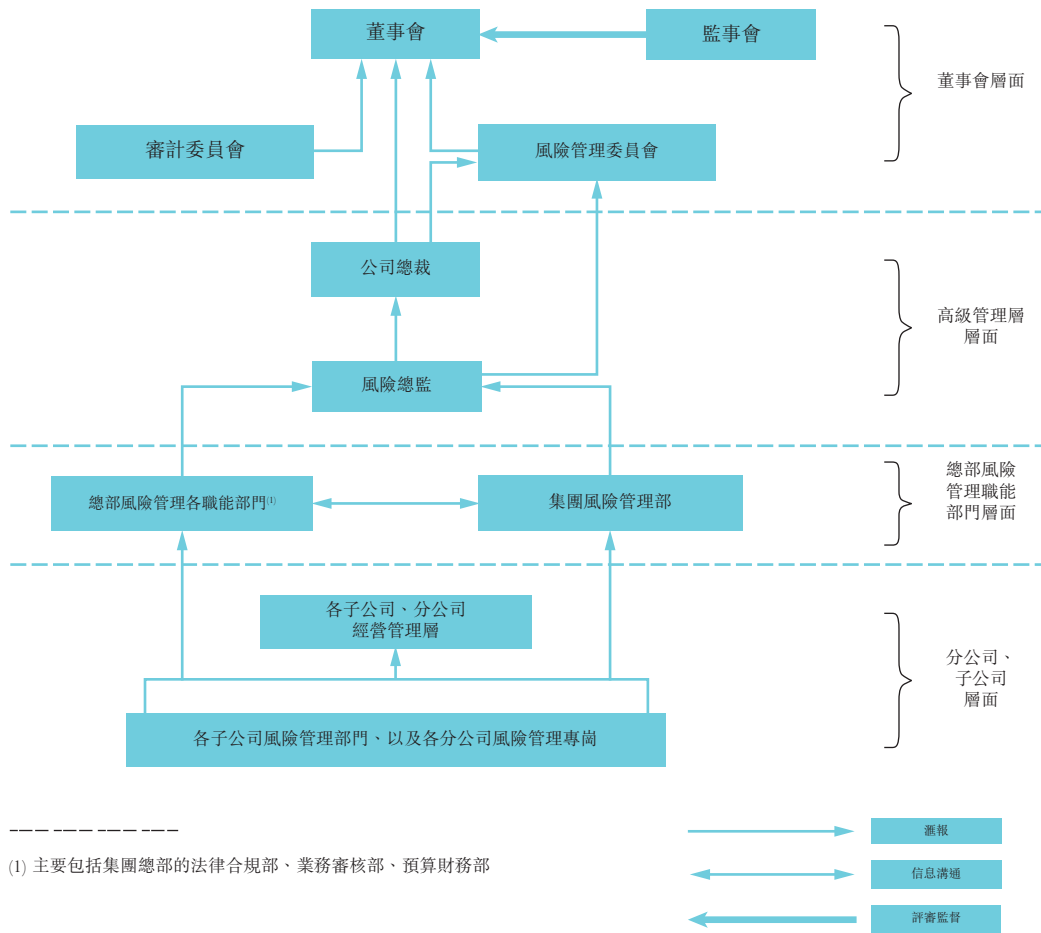 董事會
監事會
董事會層面
審計委員會
風險管理委員會
公司總裁
高級管理層
層面
風險總監
總部風險管理各職能部門(1)
集團風險管理部
總部風險
管理職能
部門層面
各子公司、分公司
經營管理層
分公司、
子公司
層面
各子公司風險管理部門、以及各分公司風險管理專崗
(1) 主要包括集團總部的法律合規部、業務審核部、預算財務部
滙報
信息溝通
評審監督